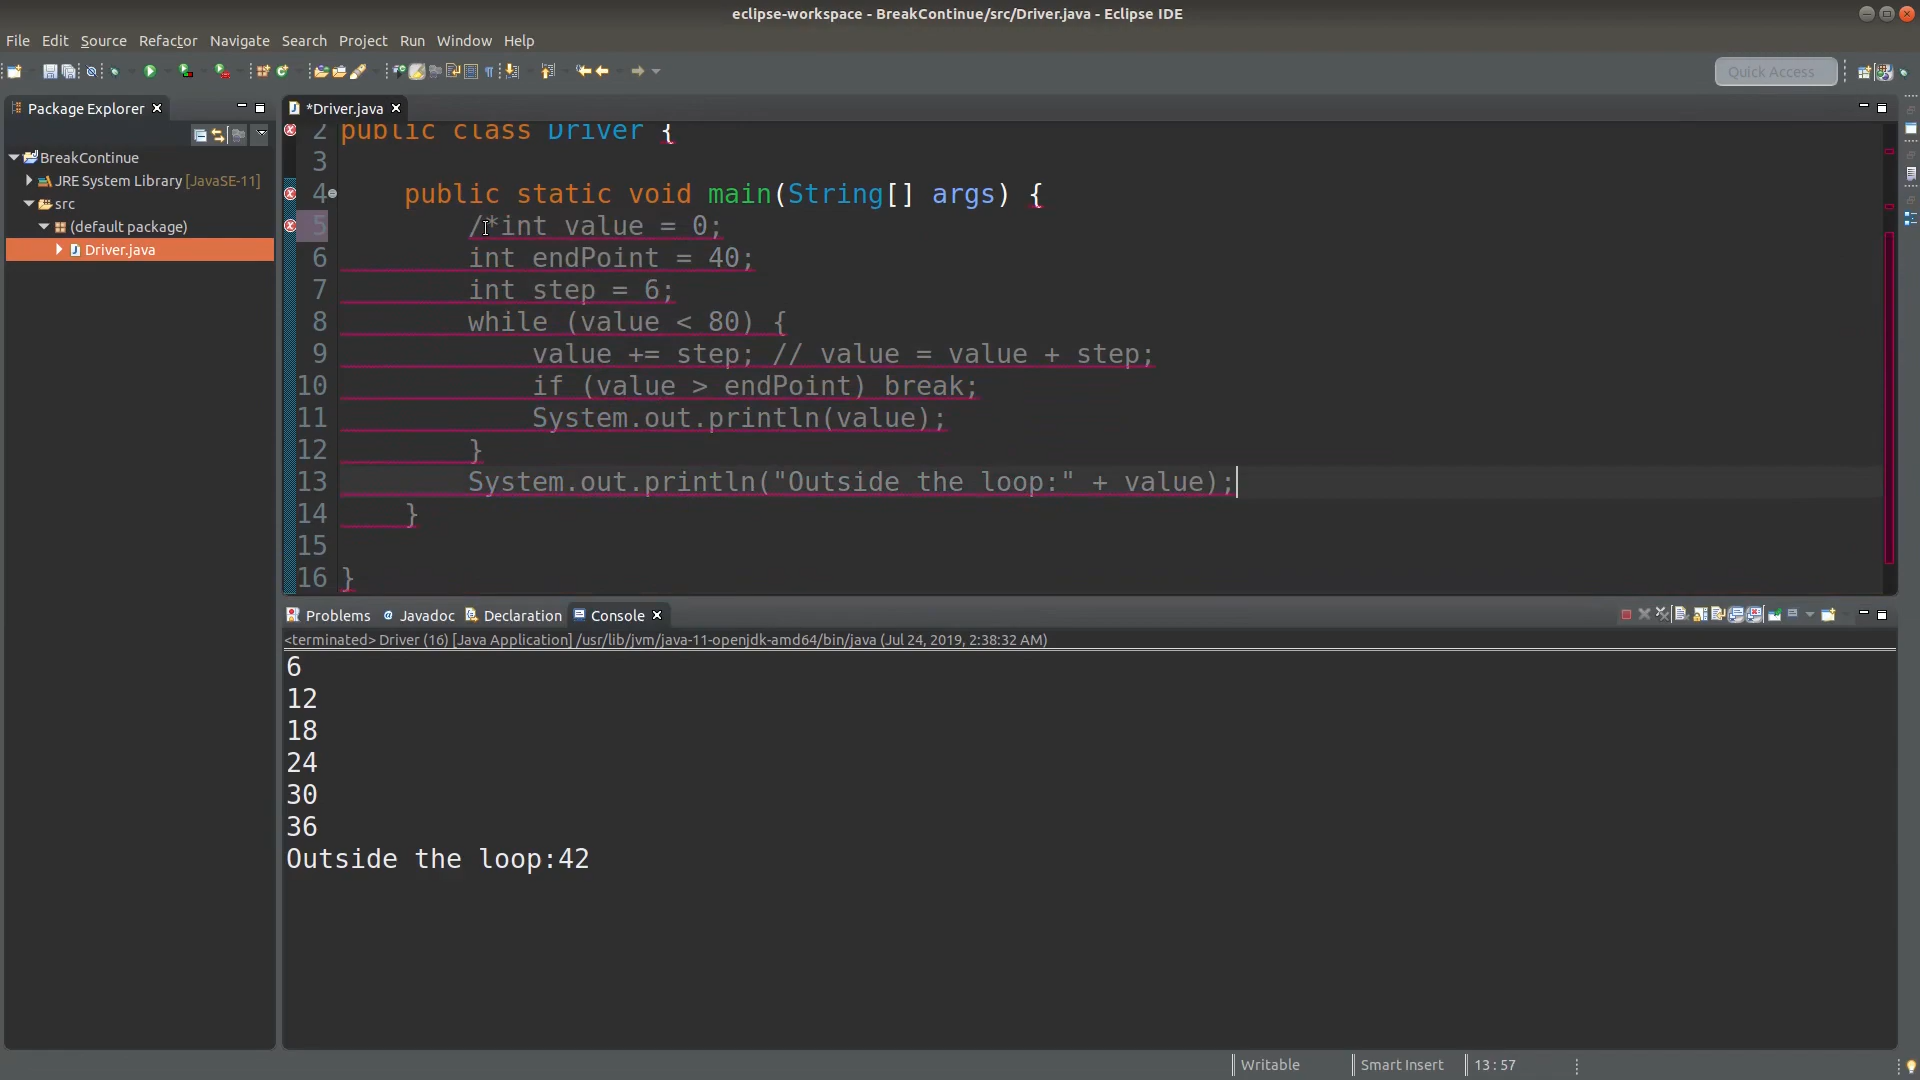 eclipse-workspace - BreakContinue/src/Driver.java - Eclipse IDE
File Edit Source Refactor Navigate Search Project Run Window Help
Quick Access
Package Explorer
*Driver.java
BreakContinue
JRE System Library [JavaSE-11]
src
(default package)
Driver.java
2 public class Driver {
3
4 public static void main(String[] args) {
5 /*int value = 0;
6 int endPoint = 40;
7 int step = 6;
8 while (value < 80) {
9 value += step; // value = value + step;
10 if (value > endPoint) break;
11 System.out.println(value);
12 }
13 System.out.println("Outside the loop:" + value);
14 }
15
16 }
Problems @ Javadoc Declaration Console
<terminated> Driver (16) [Java Application] /usr/lib/jvm/java-11-openjdk-amd64/bin/java (Jul 24, 2019, 2:38:32 AM)
6
12
18
24
30
36
Outside the loop:42
Writable Smart Insert 13 : 57